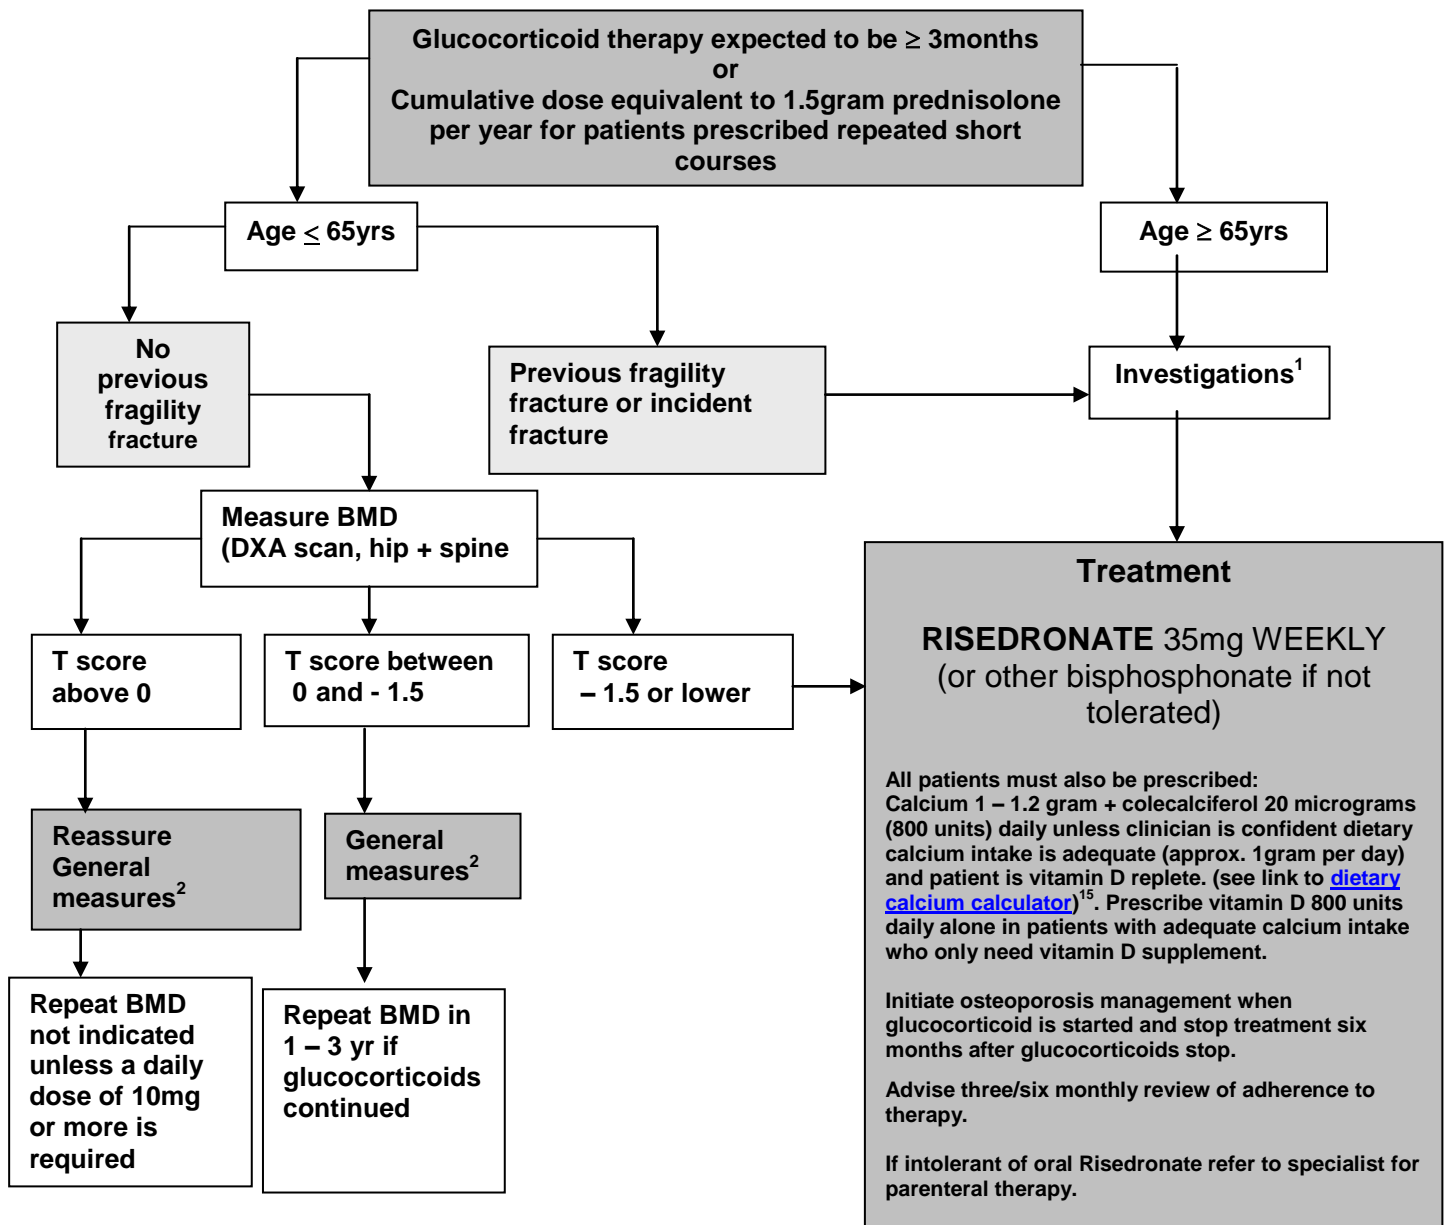 Glucocorticoid therapy expected to be ≥ 3months
or
Cumulative dose equivalent to 1.5gram prednisolone
per year for patients prescribed repeated short
courses
Age ≤ 65yrs
Age ≥ 65yrs
No
previous
fragility
fracture
Previous fragility
fracture or incident
fracture
Investigations1
Measure BMD
(DXA scan, hip + spine
T score
above 0
T score between
0 and - 1.5
T score
– 1.5 or lower
Reassure
General
measures2
General
measures2
Repeat BMD
not indicated
unless a daily
dose of 10mg
or more is
required
Repeat BMD in
1 – 3 yr if
glucocorticoids
continued
Treatment
RISEDRONATE 35mg WEEKLY
(or other bisphosphonate if not
tolerated)
All patients must also be prescribed:
Calcium 1 – 1.2 gram + colecalciferol 20 micrograms
(800 units) daily unless clinician is confident dietary
calcium intake is adequate (approx. 1gram per day)
and patient is vitamin D replete. (see link to dietary
calcium calculator)15. Prescribe vitamin D 800 units
daily alone in patients with adequate calcium intake
who only need vitamin D supplement.
Initiate osteoporosis management when
glucocorticoid is started and stop treatment six
months after glucocorticoids stop.
Advise three/six monthly review of adherence to
therapy.
If intolerant of oral Risedronate refer to specialist for
parenteral therapy.